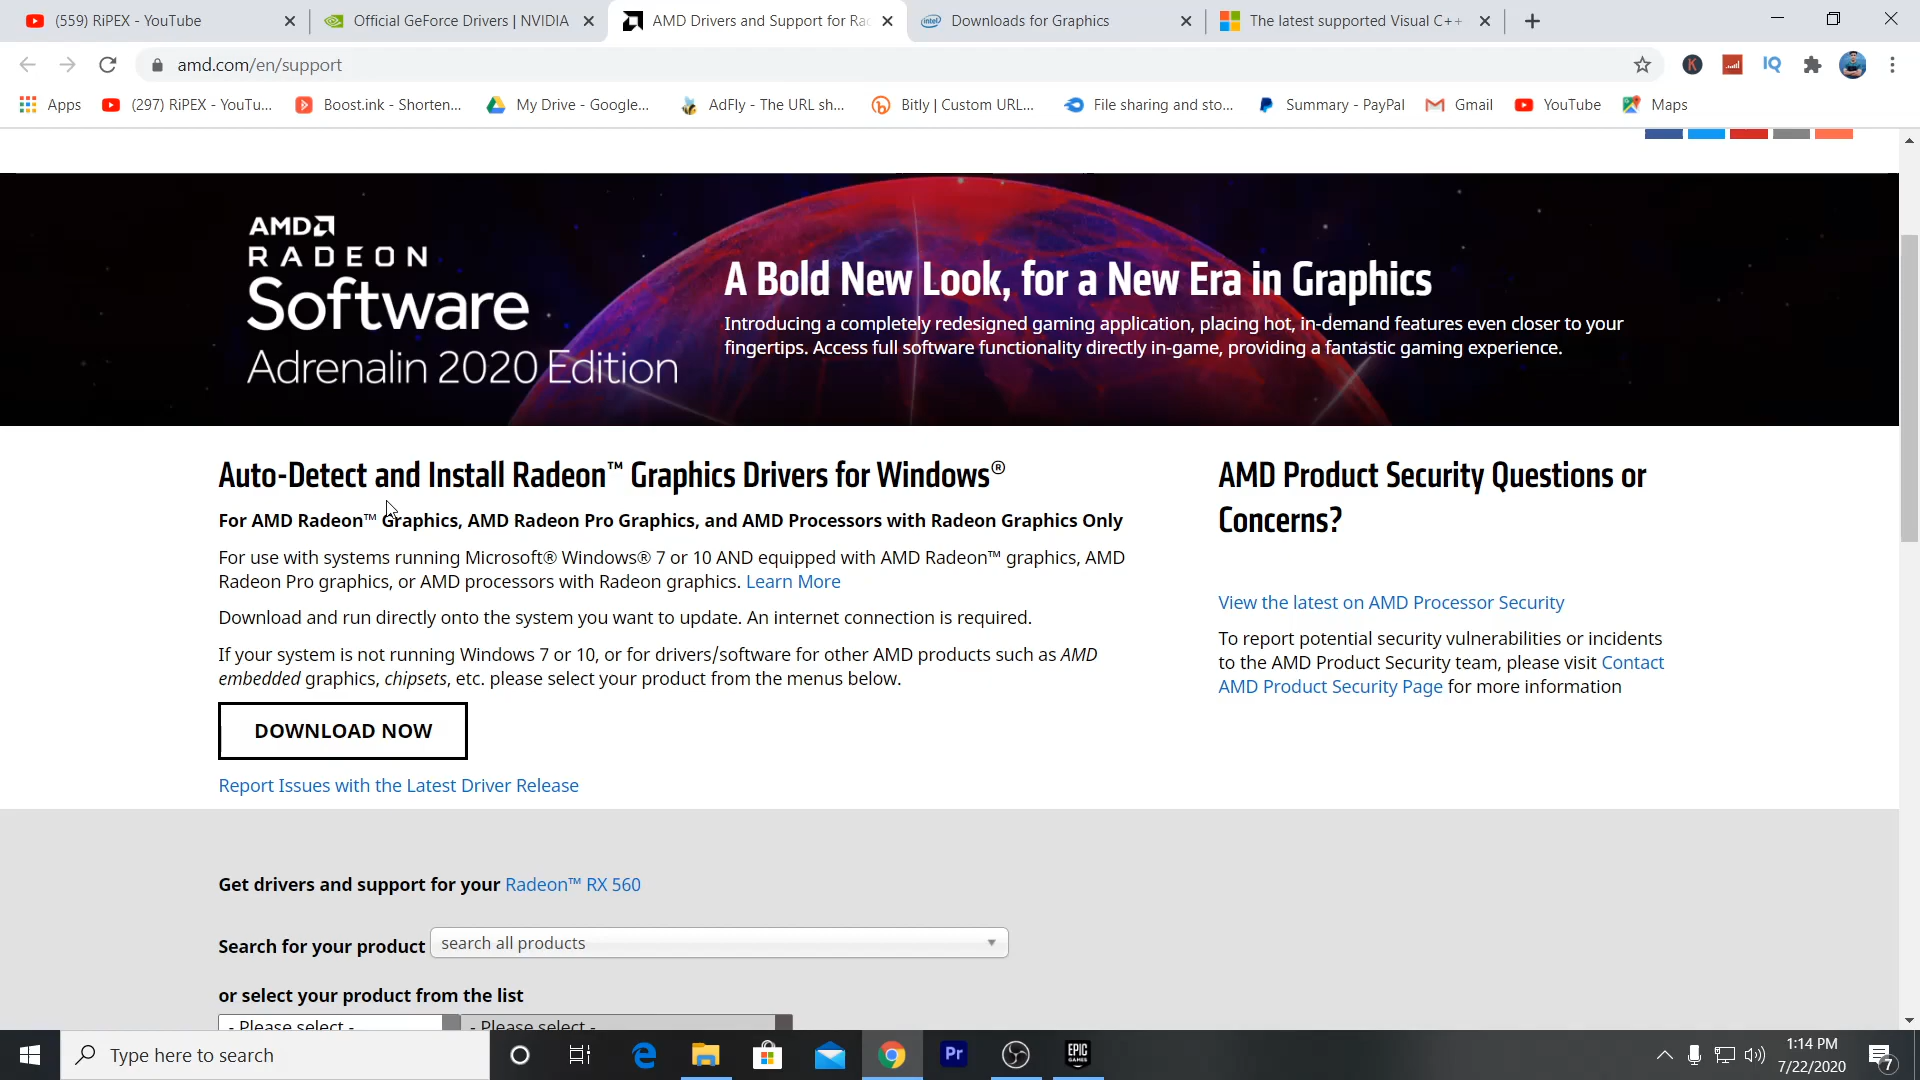 (559) RiPEX - YouTube
Official GeForce Drivers | NVIDIA
AMD Drivers and Support for Ra
Downloads for Graphics
The latest supported Visual C++
amd.com/en/support
Apps
(297) RiPEX - YouTu...
Boost.ink - Shorten...
My Drive - Google...
AdFly - The URL sh...
Bitly | Custom URL...
File sharing and sto...
Summary - PayPal
Gmail
YouTube
Maps
AMD
RADEON
Software
Adrenalin 2020 Edition
A Bold New Look, for a New Era in Graphics
Introducing a completely redesigned gaming application, placing hot, in-demand features even closer to your
fingertips. Access full software functionality directly in-game, providing a fantastic gaming experience.
Auto-Detect and Install Radeon™ Graphics Drivers for Windows®
For AMD Radeon™ Graphics, AMD Radeon Pro Graphics, and AMD Processors with Radeon Graphics Only
For use with systems running Microsoft® Windows® 7 or 10 AND equipped with AMD Radeon™ graphics, AMD
Radeon Pro graphics, or AMD processors with Radeon graphics. Learn More
Download and run directly onto the system you want to update. An internet connection is required.
If your system is not running Windows 7 or 10, or for drivers/software for other AMD products such as AMD
embedded graphics, chipsets, etc. please select your product from the menus below.
DOWNLOAD NOW
Report Issues with the Latest Driver Release
AMD Product Security Questions or
Concerns?
View the latest on AMD Processor Security
To report potential security vulnerabilities or incidents
to the AMD Product Security team, please visit Contact
AMD Product Security Page for more information
Get drivers and support for your Radeon™ RX 560
Search for your product search all products
or select your product from the list
- Please select - - Please select -
Type here to search
Pr
EPIC
GAMES
1:14 PM
7/22/2020
7